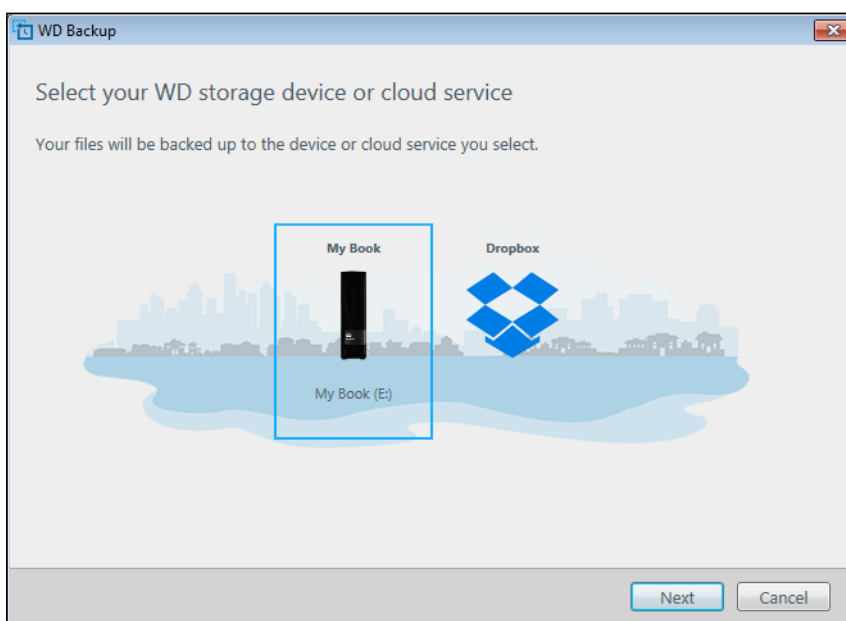 WD Backup
Select your WD storage device or cloud service
Your files will be backed up to the device or cloud service you select.
My Book
Dropbox
My Book (E:)
Next
Cancel